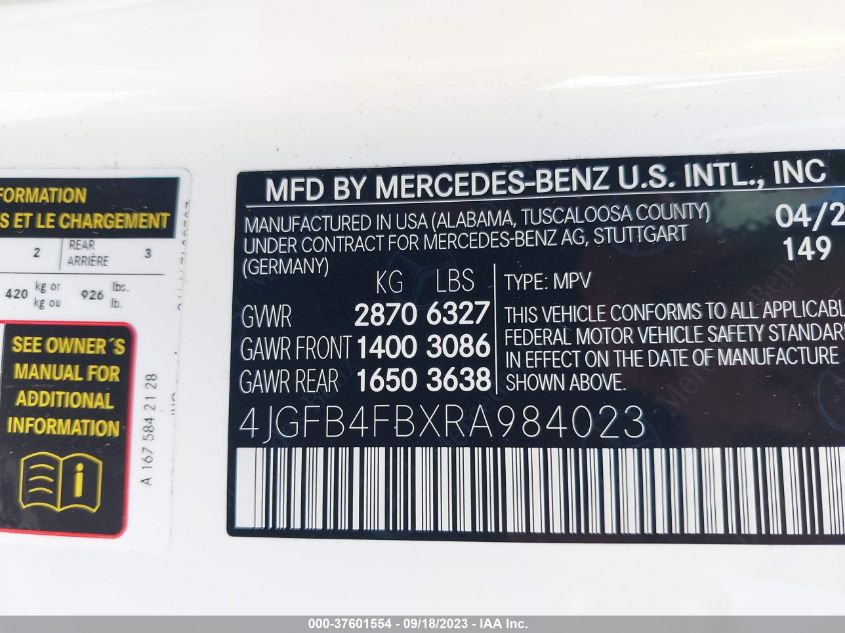 FORMATION
S ET LE CHARGEMENT
2 REAR ARRIÈRE 3
420 kg or kg ou 926 lbs. lb.
SEE OWNER´S
MANUAL FOR
ADDITIONAL
INFORMATION
A 167 584 21 28
MFD BY MERCEDES-BENZ U.S. INTL., INC
MANUFACTURED IN USA (ALABAMA, TUSCALOOSA COUNTY) 04/2
UNDER CONTRACT FOR MERCEDES-BENZ AG, STUTTGART 149
(GERMANY)
KG LBS
GVWR 2870 6327
GAWR FRONT 1400 3086
GAWR REAR 1650 3638
TYPE: MPV
THIS VEHICLE CONFORMS TO ALL APPLICABL
FEDERAL MOTOR VEHICLE SAFETY STANDAR
IN EFFECT ON THE DATE OF MANUFACTURE
SHOWN ABOVE.
4JGFB4FBXRA984023
000-37601554 - 09/18/2023 - IAA Inc.